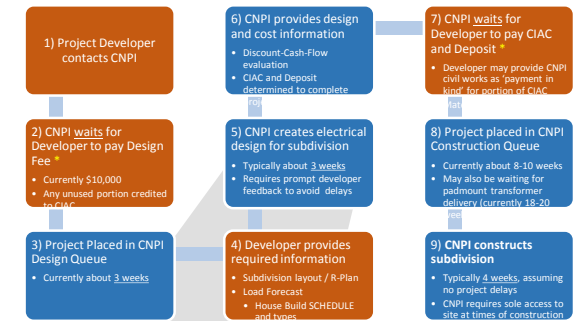 1) Project Developer
contacts CNPI
2) CNPI waits for
Developer to pay Design
Fee *
• Currently $10,000
• Any unused portion credited
to CIAC
3) Project Placed in CNPI
Design Queue
• Currently about 3 weeks
4) Developer provides
required information
• Subdivision layout / R-Plan
• Load Forecast
• House Build SCHEDULE
and types
5) CNPI creates electrical
design for subdivision
• Typically about 3 weeks
• Requires prompt developer
feedback to avoid delays
6) CNPI provides design
and cost information
• Discount-Cash-Flow
evaluation
• CIAC and Deposit
determined to complete
7) CNPI waits for
Developer to pay CIAC
and Deposit *
• Developer may provide CNPI
civil works as 'payment in
kind' for portion of CIAC
8) Project placed in CNPI
Construction Queue
• Currently about 8-10 weeks
• May also be waiting for
padmount transformer
delivery (currently 18-20
9) CNPI constructs
subdivision
• Typically 4 weeks, assuming
no project delays
• CNPI requires sole access to
site at times of construction